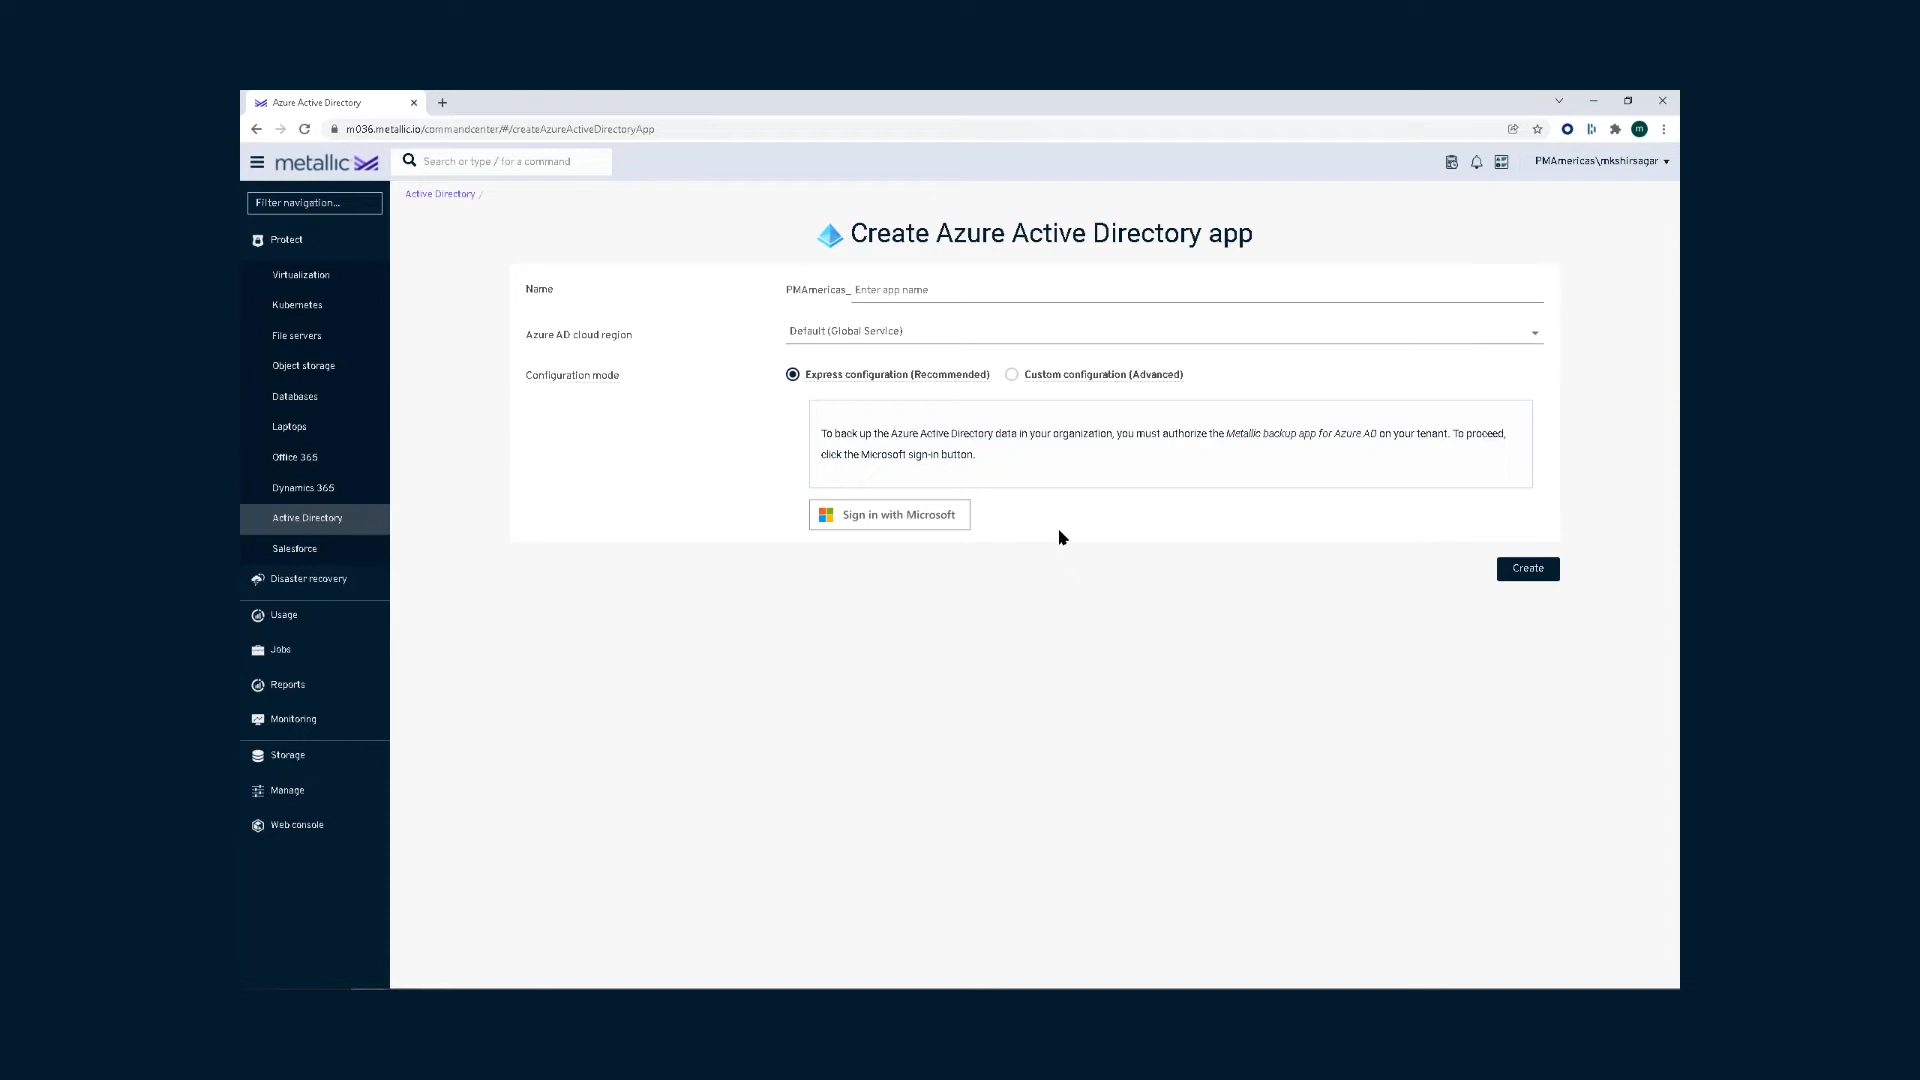 Azure Active Directory
m036.metallic.io/commandcenter/#/createAzureActiveDirectoryApp
m
metallic
Search or type / for a command
PMAmericas\mkshirsagar
Filter navigation...
Active Directory /
Protect
Create Azure Active Directory app
Virtualization
Kubernetes
File servers
Object storage
Databases
Laptops
Office 365
Dynamics 365
Active Directory
Salesforce
Disaster recovery
Usage
Jobs
Reports
Monitoring
Storage
Manage
Web console
Name
PMAmericas_ Enter app name
Azure AD cloud region
Default (Global Service)
Configuration mode
Express configuration (Recommended)
Custom configuration (Advanced)
To back up the Azure Active Directory data in your organization, you must authorize the Metallic backup app for Azure AD on your tenant. To proceed,
click the Microsoft sign-in button.
Sign in with Microsoft
Create